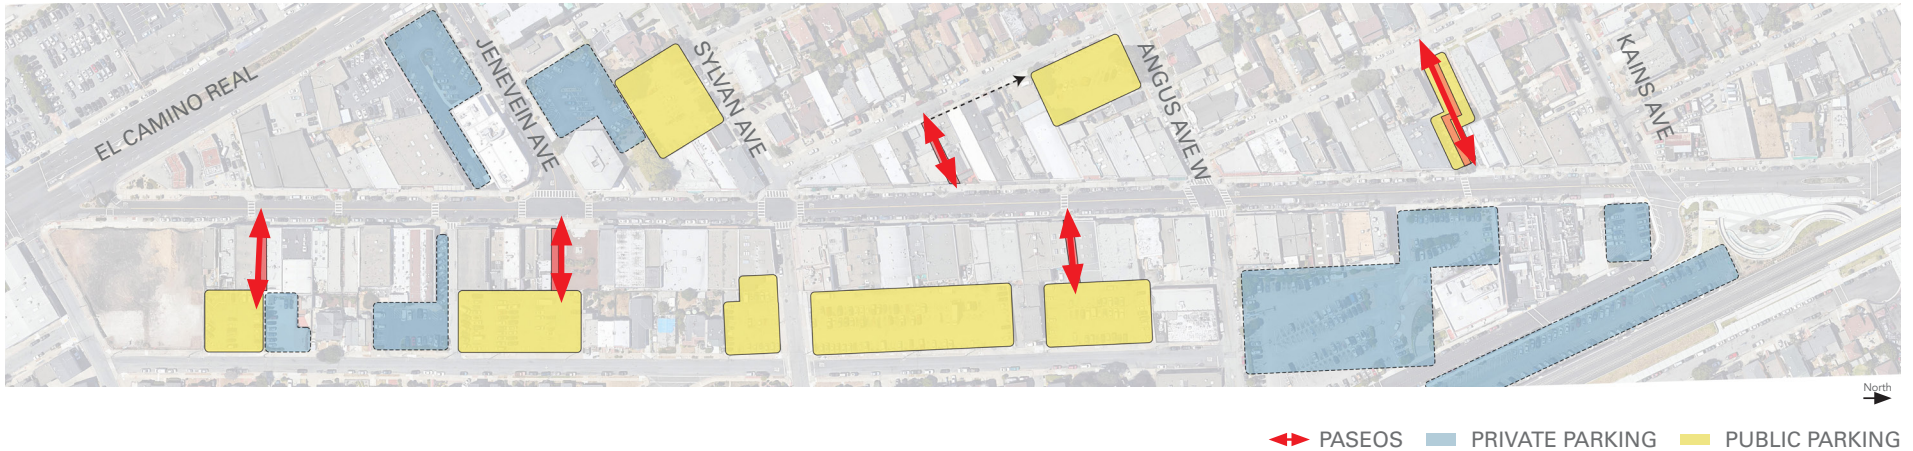 EL CAMINO REAL
JENEVEIN AVE
SYLVAN AVE
ANGUS AVE W
KAINS AVE
North
PASEOS
PRIVATE PARKING
PUBLIC PARKING